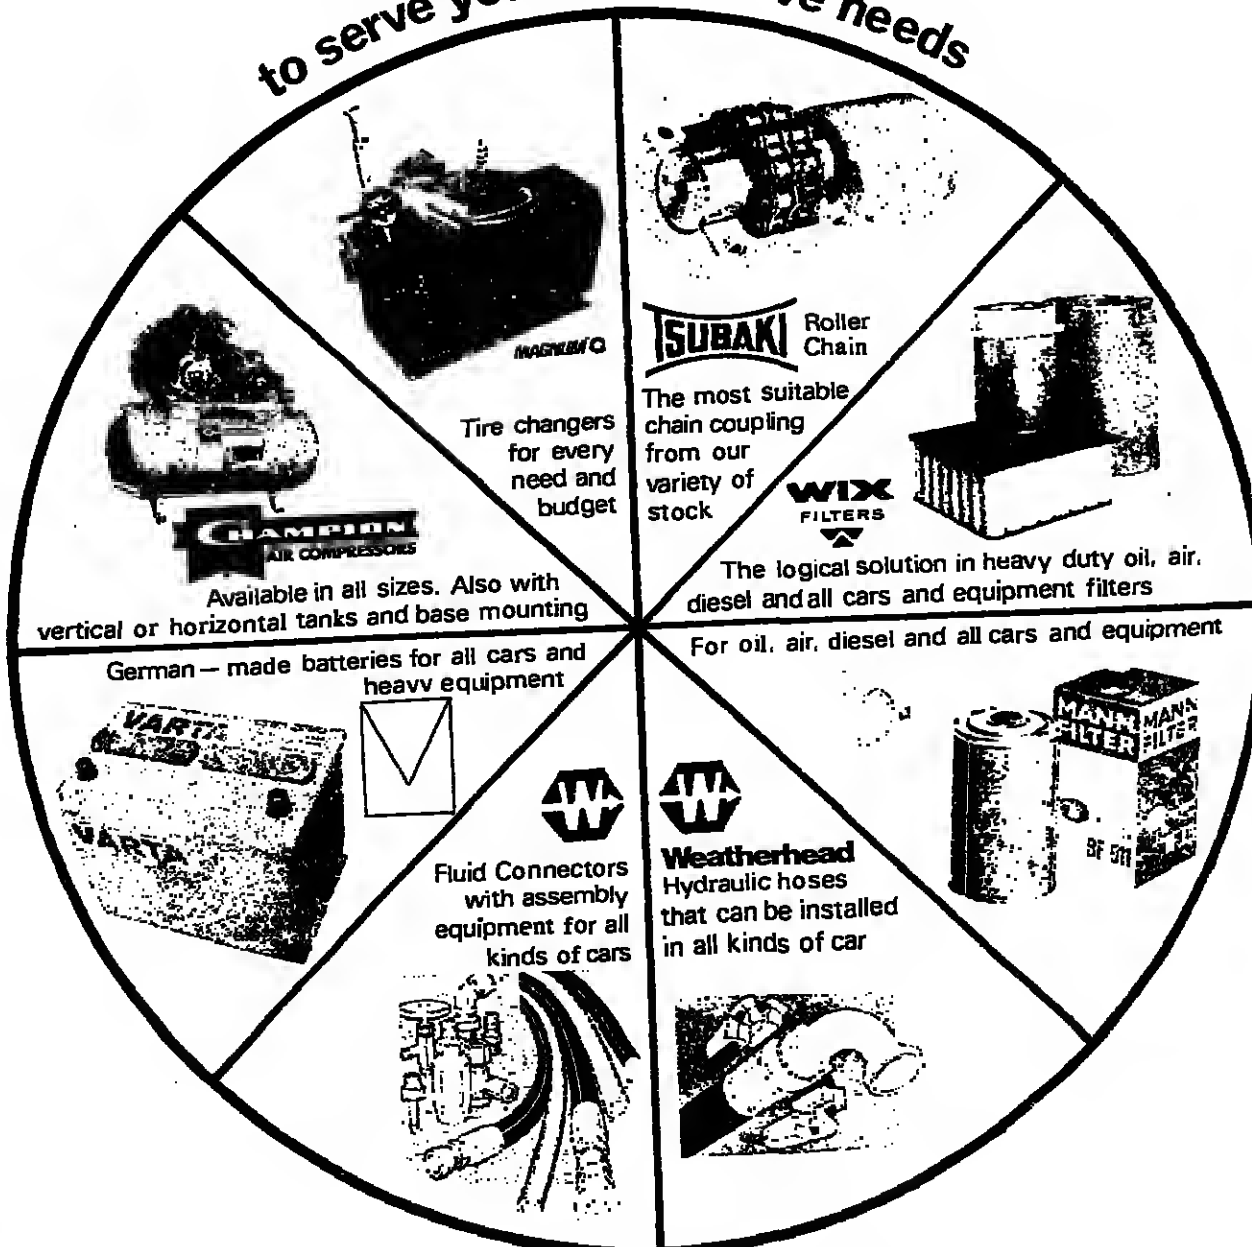 to serve
needs
MAGNUM Q
Tire changers
for every
need and
budget
TSUBAKI
Roller
Chain
The most suitable
chain coupling
from our
variety of
stock
WIX
FILTERS
The logical solution in heavy duty oil, air,
diesel and all cars and equipment filters
CHAMPION
AIR COMPRESSORS
Available in all sizes. Also with
vertical or horizontal tanks and base mounting
German — made batteries for all cars and
heavy equipment
VARTA
VARTA
For oil, air, diesel and all cars and equipment
MANN
FILTER
MANN
FILTER
BF 511
W
Fluid Connectors
with assembly
equipment for all
kinds of cars
W
Weatherhead
Hydraulic hoses
that can be installed
in all kinds of car